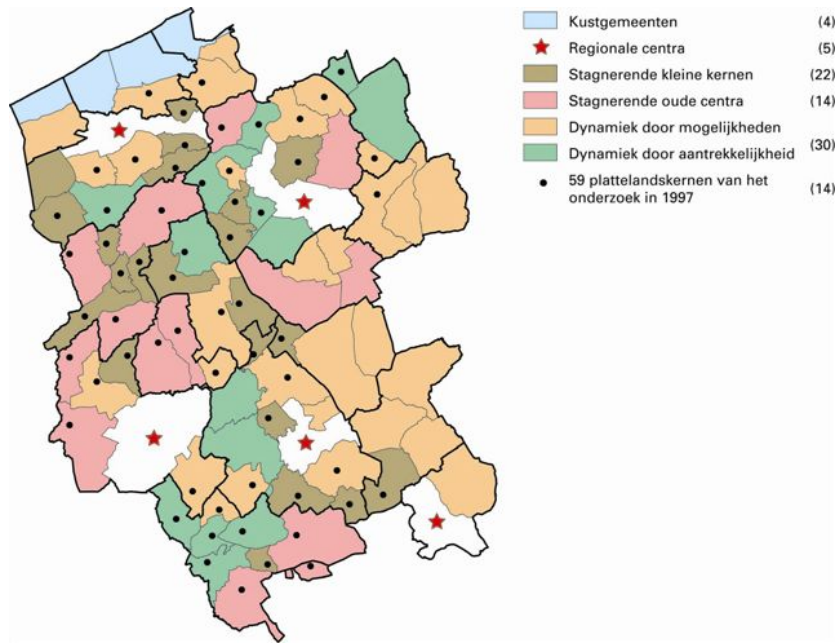 Kustgemeenten (4)
Regionale centra (5)
Stagnerende kleine kernen (22)
Stagnerende oude centra (14)
Dynamiek door mogelijkheden (30)
Dynamiek door aantrekkelijkheid
59 plattelandskernen van het (14)
onderzoek in 1997